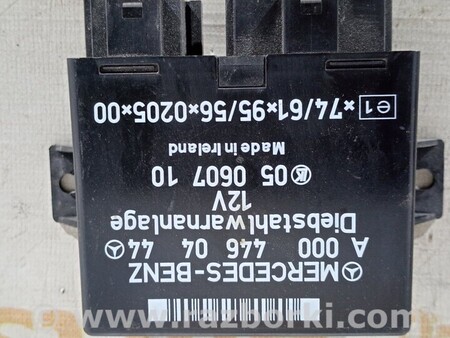 MERCEDES-BENZ
A 000 446 04 44
Diebstahlwarnanlage
12V
05 0607 10
Made in Ireland
e1 *74/61*95/56*0205*00
www.razborki.com